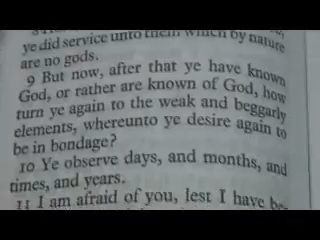 ye did service unto them which by nature
are no gods.
9 But now, after that ye have known
God, or rather are known of God, how
turn ye again to the weak and beggarly
elements, whereunto ye desire again to
be in bondage?
10 Ye observe days, and months, and
times, and years.
11 I am afraid of you, lest I have be-